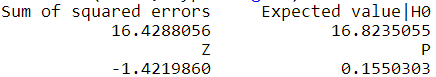 Sum of squared errors Expected value|H0
16.4288056 16.8235055
Z P
-1.4219860 0.1550303